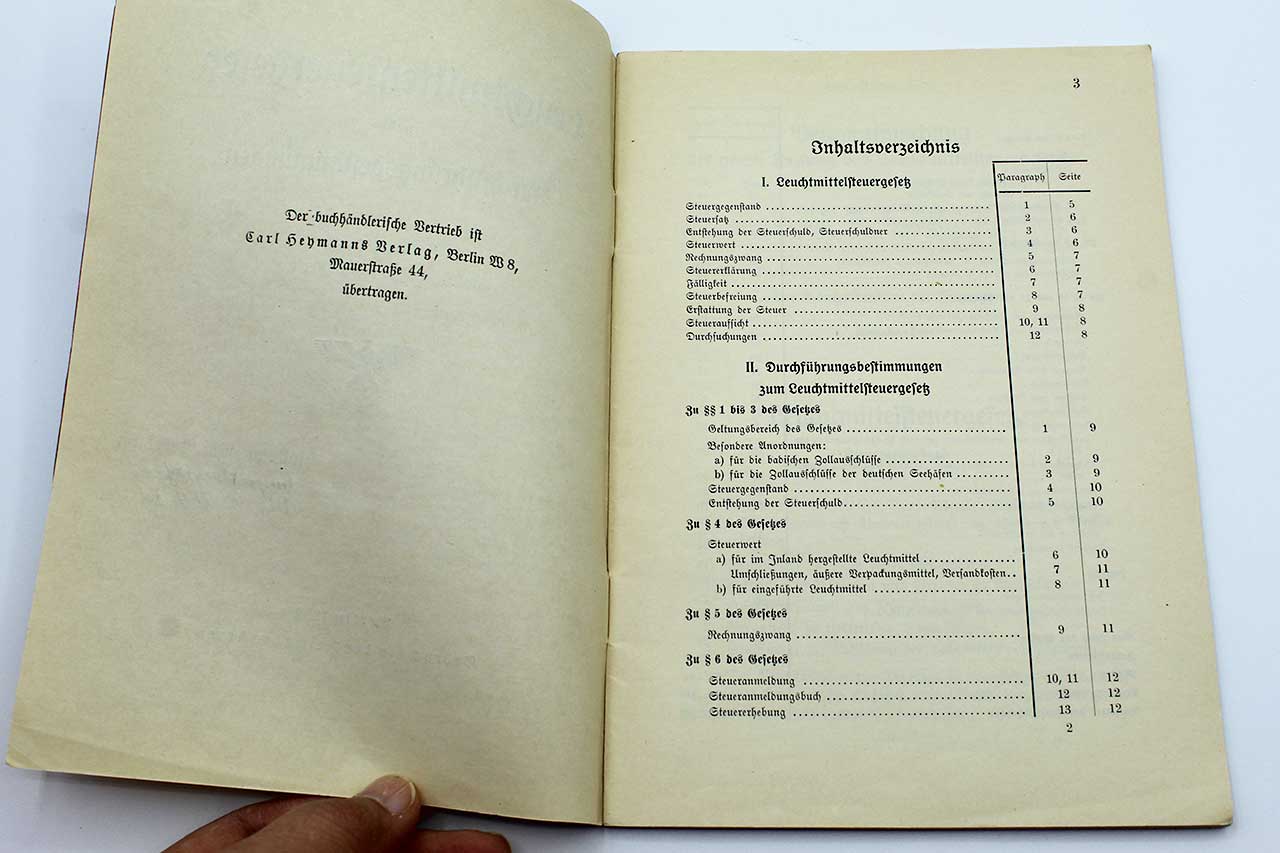 Der buchhändlerische Vertrieb ist
Carl Heymanns Verlag, Berlin W 8,
Mauerstraße 44,
übertragen.
3
Inhaltsverzeichnis
I. Leuchtmittelsteuergesetz Paragraph Seite
Steuergegenstand 1 5
Steuersatz 2 6
Entstehung der Steuerschuld, Steuerschuldner 3 6
Steuerwert 4 6
Rechnungszwang 5 7
Steuererklärung 6 7
Fälligkeit 7 7
Steuerbefreiung 8 7
Erstattung der Steuer 9 8
Steueraufsicht 10, 11 8
Durchsuchungen 12 8
II. Durchführungsbestimmungen
zum Leuchtmittelsteuergesetz
Zu §§ 1 bis 3 des Gesetzes
Geltungsbereich des Gesetzes 1 9
Besondere Anordnungen:
a) für die badischen Zollausschlüsse 2 9
b) für die Zollausschlüsse der deutschen Seehäfen 3 9
Steuergegenstand 4 10
Entstehung der Steuerschuld 5 10
Zu § 4 des Gesetzes
Steuerwert
a) für im Inland hergestellte Leuchtmittel 6 10
Umschließungen, äußere Verpackungsmittel, Versandkosten 7 11
b) für eingeführte Leuchtmittel 8 11
Zu § 5 des Gesetzes
Rechnungszwang 9 11
Zu § 6 des Gesetzes
Steueranmeldung 10, 11 12
Steueranmeldungsbuch 12 12
Steuererhebung 13 12
2